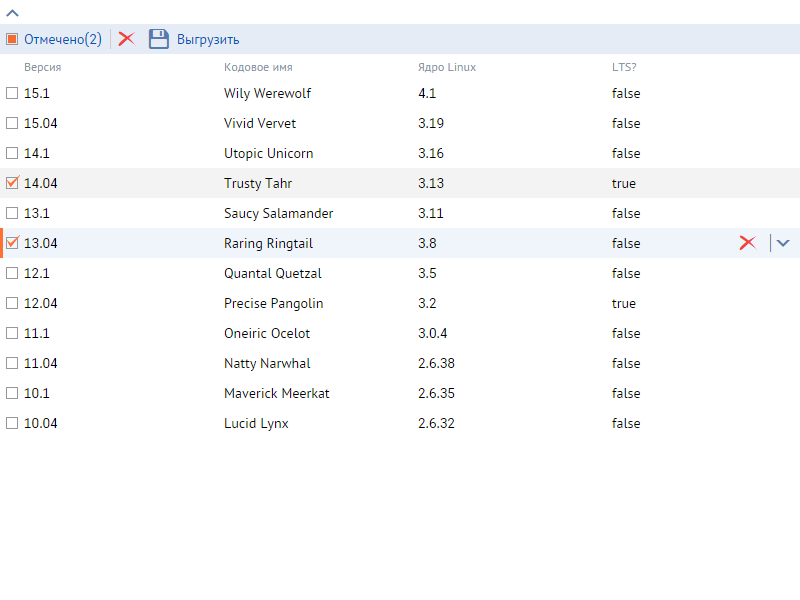 Отмечено(2) Выгрузить
Версия Кодовое имя Ядро Linux LTS?
15.1 Wily Werewolf 4.1 false
15.04 Vivid Vervet 3.19 false
14.1 Utopic Unicorn 3.16 false
14.04 Trusty Tahr 3.13 true
13.1 Saucy Salamander 3.11 false
13.04 Raring Ringtail 3.8 false
12.1 Quantal Quetzal 3.5 false
12.04 Precise Pangolin 3.2 true
11.1 Oneiric Ocelot 3.0.4 false
11.04 Natty Narwhal 2.6.38 false
10.1 Maverick Meerkat 2.6.35 false
10.04 Lucid Lynx 2.6.32 false